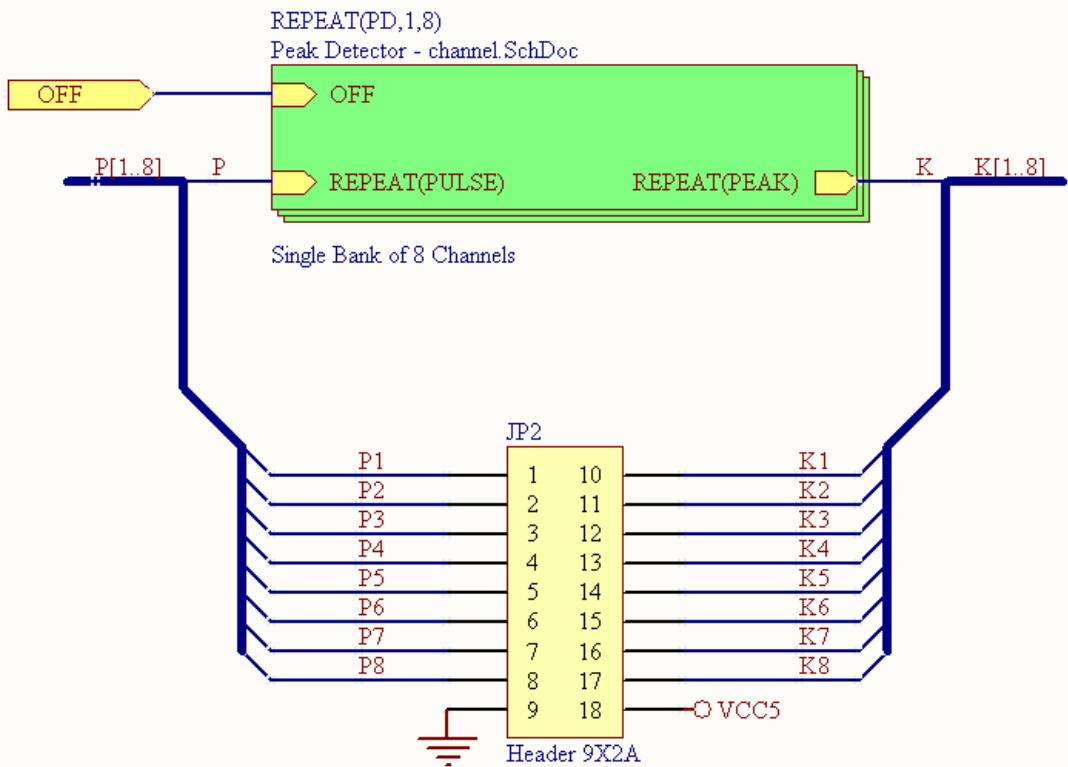 REPEAT(PD,1,8)
Peak Detector - channel.SchDoc
OFF OFF
P[1..8] P REPEAT(PULSE) REPEAT(PEAK) K K[1..8]
Single Bank of 8 Channels
JP2
P1 1 10 K1
P2 2 11 K2
P3 3 12 K3
P4 4 13 K4
P5 5 14 K5
P6 6 15 K6
P7 7 16 K7
P8 8 17 K8
9 18 VCC5
Header 9X2A